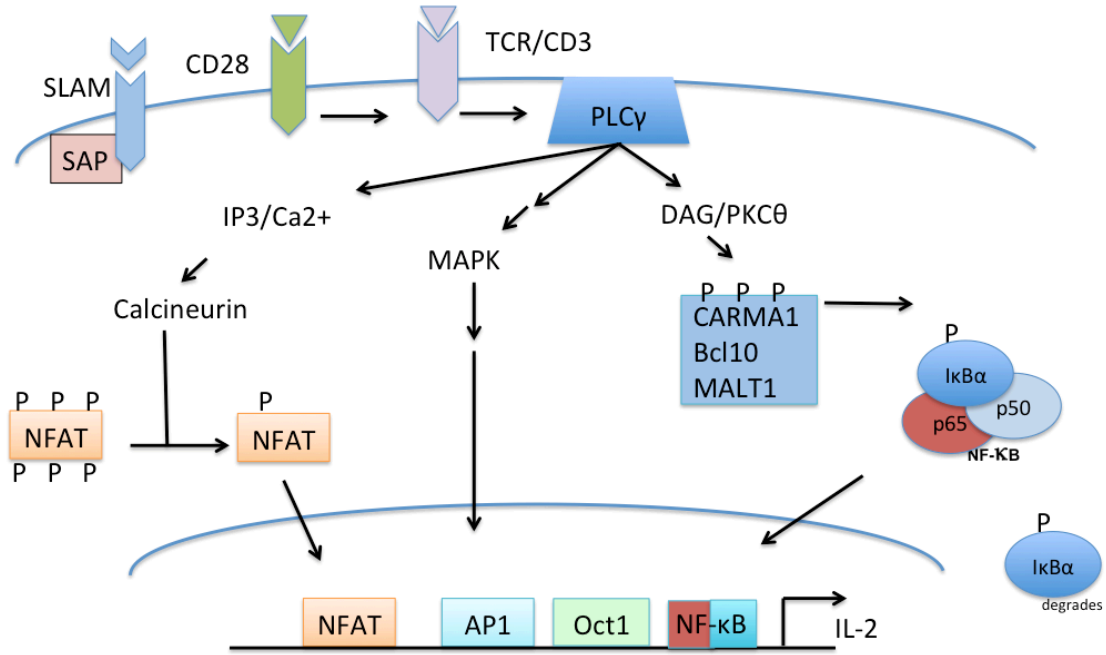 TCR/CD3
CD28
SLAM
PLCγ
SAP
IP3/Ca2+
DAG/PKCθ
MAPK
Calcineurin
P P P
CARMA1
Bcl10
MALT1
P
IκBα
p65
p50
NF-κB
P P P
NFAT
P P P
P
NFAT
P
IκBα
degrades
NFAT
AP1
Oct1
NF-κB
IL-2